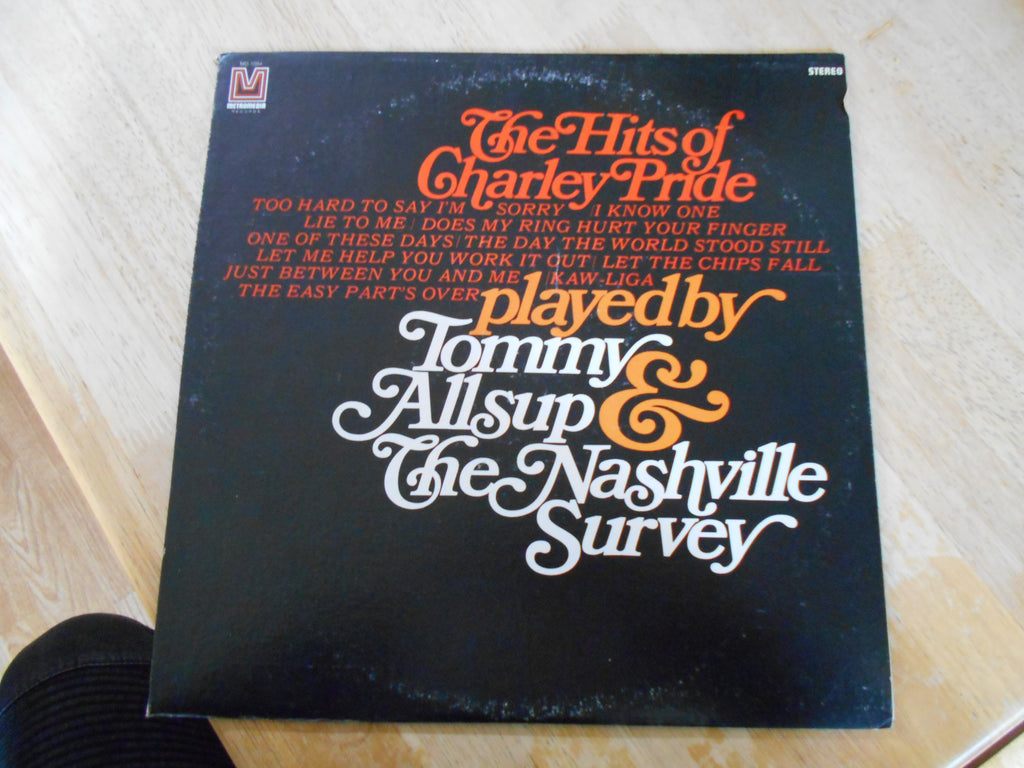 STEREO
METROMEDIA
RECORDS
The Hits of
Charley Pride
TOO HARD TO SAY I'M SORRY / I KNOW ONE
LIE TO ME / DOES MY RING HURT YOUR FINGER
ONE OF THESE DAYS / THE DAY THE WORLD STOOD STILL
LET ME HELP YOU WORK IT OUT / LET THE CHIPS FALL
JUST BETWEEN YOU AND ME / KAW-LIGA
THE EASY PART'S OVER
played by
Tommy
Allsup &
The Nashville
Survey